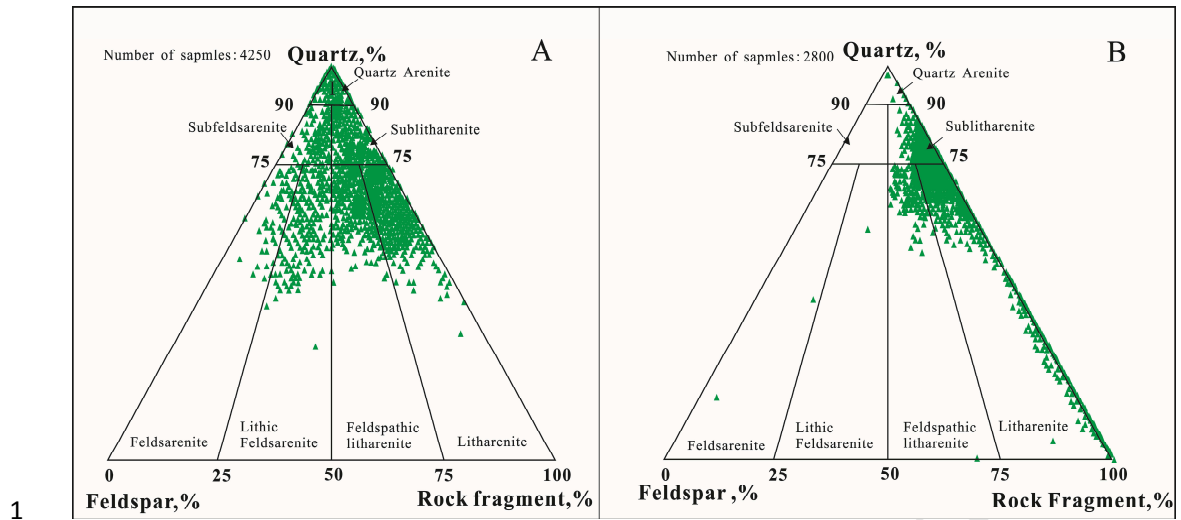 Number of sapmles:4250 Quartz,% A
Quartz Arenite
90 90
Subfeldsarenite Sublitharenite
75 75
Feldsarenite
Lithic
Feldsarenite
Feldspathic
litharenite
Litharenite
0 25 50 75 100
Feldspar,% Rock fragment,%
Number of sapmles:2800 Quartz,% B
Quartz Arenite
90 90
Subfeldsarenite Sublitharenite
75 75
Feldsarenite
Lithic
Feldsarenite
Feldspathic
litharenite
Litharenite
0 25 50 75 100
Feldspar ,% Rock Fragment,%
1